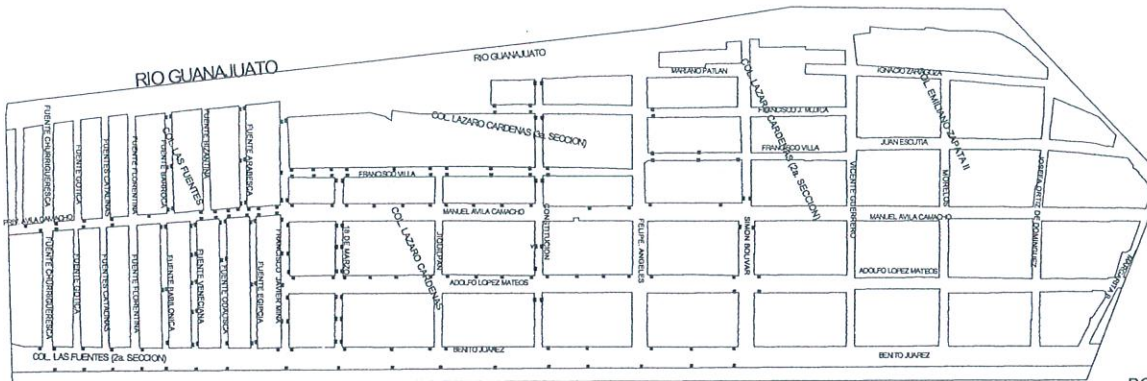 RIO GUANAJUATO
RIO GUANAJUATO
MARIANO PATLAN
IGNACIO ZARAGOZA
COL. LAZARO CARDENAS (3a. SECCION)
COL. LAZARO CARDENAS (2a. SECCION)
COL. EMILIANO ZAPATA II
FRANCISCO J. MUJICA
FRANCISCO VILLA
JUAN ESCUTIA
FUENTE CHURRIGUERESCA
FUENTE GOTICA
FUENTES CATALINAS
FUENTE FLORENTINA
FUENTE BARROCA
COL. LAS FUENTES
FUENTE BIZANTINA
FUENTE ARABESCA
FRANCISCO VILLA
PROL. AVILA CAMACHO
MANUEL AVILA CAMACHO
MANUEL AVILA CAMACHO
FUENTE CHURRIGUERESCA
FUENTE GOTICA
FUENTES CATALINAS
FUENTE FLORENTINA
FUENTE BABILONICA
FUENTE VENECIANA
FUENTE ODALISCA
FUENTE EGIPCIA
FRANCISCO JAVIER MINA
18 DE MARZO
COL. LAZARO CARDENAS
JIQUILPAN
CONSTITUCION
FELIPE ANGELES
SIMON BOLIVAR
VICENTE GUERRERO
MORELOS
JOSEFA ORTIZ DE DOMINGUEZ
ADOLFO LOPEZ MATEOS
ADOLFO LOPEZ MATEOS
BENITO JUAREZ
BENITO JUAREZ
COL. LAS FUENTES (2a. SECCION)